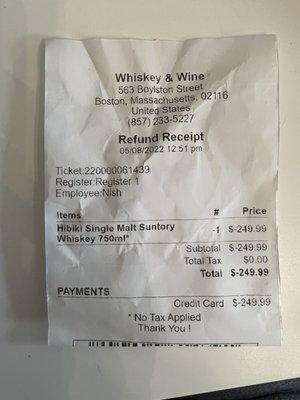 Whiskey & Wine
563 Boylston Street
Boston, Massachusetts, 02116
United States
(857) 233-5227
Refund Receipt
05/08/2022 12:51 pm
Ticket:220000061439
Register:Register 1
Employee:Nish
Items # Price
Hibiki Single Malt Suntory -1 $-249.99
Whiskey 750ml*
Subtotal $-249.99
Total Tax $0.00
Total $-249.99
PAYMENTS
Credit Card $-249.99
* No Tax Applied
Thank You !